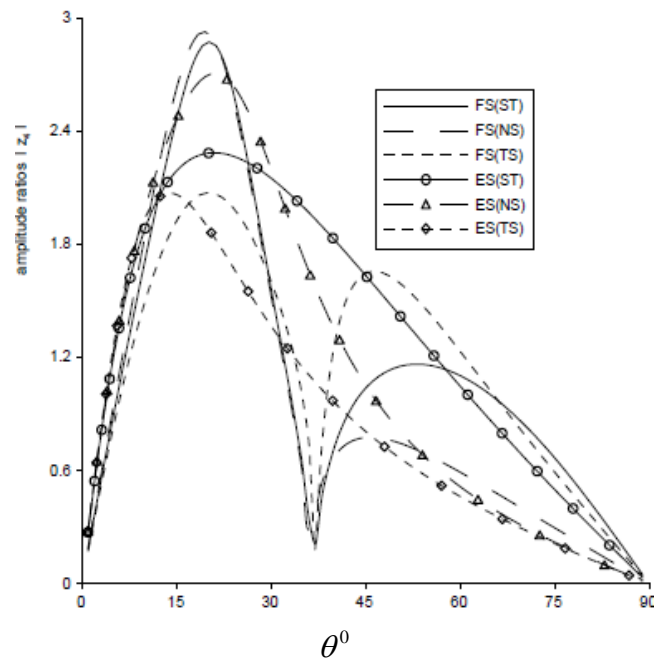 3
2.4
1.8
1.2
0.6
0
amplitude ratios | z₄ |
FS(ST)
FS(NS)
FS(TS)
ES(ST)
ES(NS)
ES(TS)
0 15 30 45 60 75 90
θ⁰